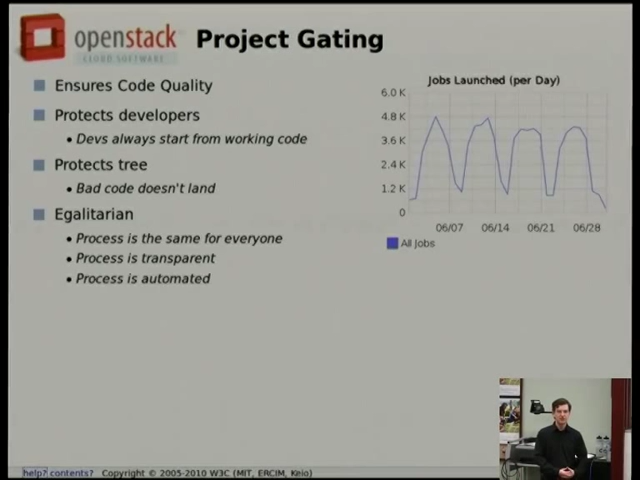 openstack
CLOUD SOFTWARE
Project Gating
Ensures Code Quality
Protects developers
• Devs always start from working code
Protects tree
• Bad code doesn't land
Egalitarian
• Process is the same for everyone
• Process is transparent
• Process is automated
Jobs Launched (per Day)
6.0 K
4.8 K
3.6 K
2.4 K
1.2 K
0
06/07 06/14 06/21 06/28
All Jobs
help? contents? Copyright © 2005-2010 W3C (MIT, ERCIM, Keio)